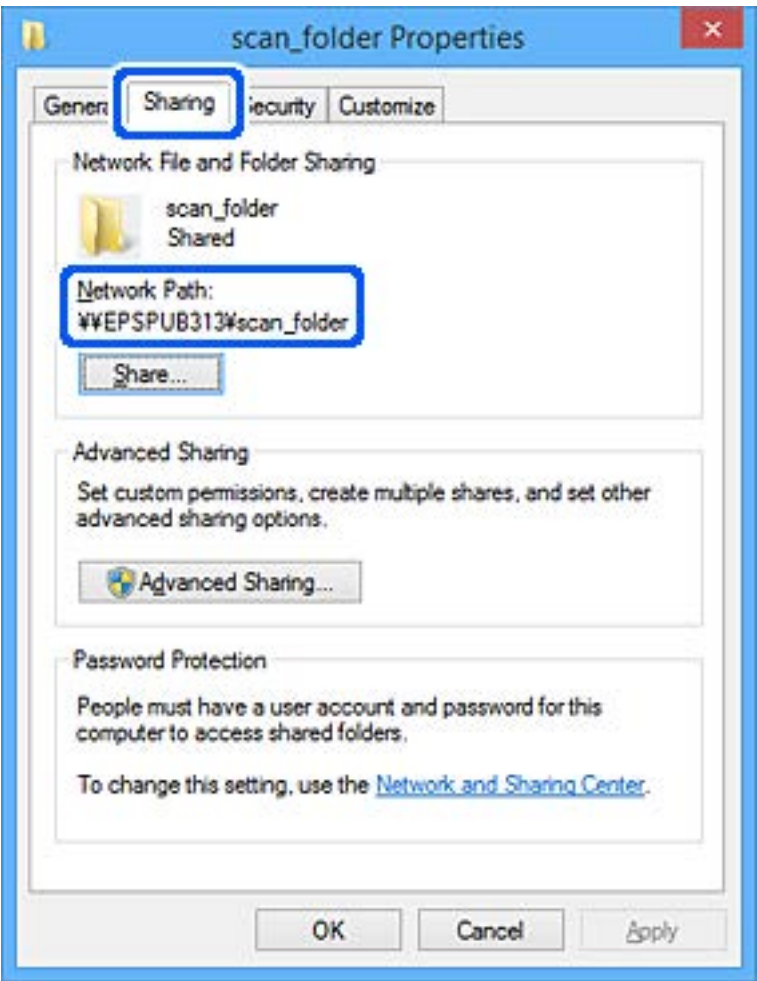 scan_folder Properties
Sharing
Customize
Network File and Folder Sharing
scan_folder
Shared
Network Path:
¥¥EPSPUB313¥scan_folder
Share...
Advanced Sharing
Set custom permissions, create multiple shares, and set other
advanced sharing options.
Advanced Sharing...
Password Protection
People must have a user account and password for this
computer to access shared folders.
To change this setting, use the Network and Sharing Center.
OK Cancel Apply